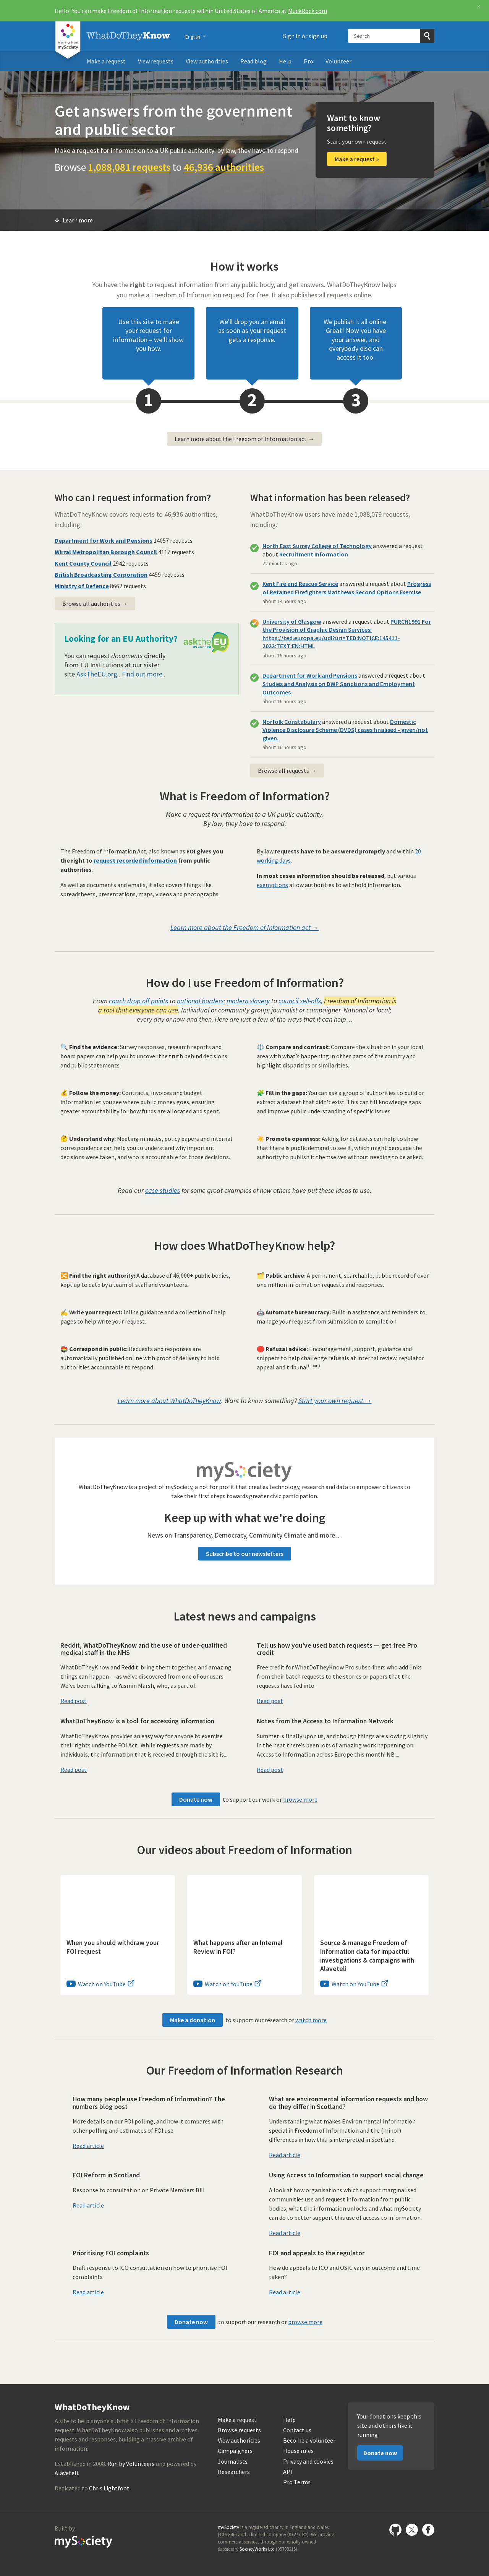 Hello! You can make Freedom of Information requests within United States of America at MuckRock.com
×
A service from mySociety
WhatDoTheyKnow
English
Sign in or sign up
Search
Make a request
View requests
View authorities
Read blog
Help
Pro
Volunteer
Get answers from the government
and public sector
Make a request for information to a UK public authority: by law, they have to respond
Browse 1,088,081 requests to 46,936 authorities
Want to know
something?
Start your own request
Make a request »
Learn more
How it works
You have the right to request information from any public body, and get answers. WhatDoTheyKnow helps
you make a Freedom of Information request for free. It also publishes all requests online.
Use this site to make
your request for
information – we'll show
you how.
We'll drop you an email
as soon as your request
gets a response.
We publish it all online.
Great! Now you have
your answer, and
everybody else can
access it too.
1
2
3
Learn more about the Freedom of Information act →
Who can I request information from?
WhatDoTheyKnow covers requests to 46,936 authorities,
including:
Department for Work and Pensions 14057 requests
Wirral Metropolitan Borough Council 4117 requests
Kent County Council 2942 requests
British Broadcasting Corporation 4459 requests
Ministry of Defence 8662 requests
Browse all authorities →
Looking for an EU Authority?
You can request documents directly
from EU Institutions at our sister
site AskTheEU.org . Find out more .
asktheEU
it's your right!
What information has been released?
WhatDoTheyKnow users have made 1,088,079 requests,
including:
North East Surrey College of Technology answered a request
about Recruitment Information
21 minutes ago
Kent Fire and Rescue Service answered a request about Progress
of Retained Firefighters Matthews Second Options Exercise
about 14 hours ago
University of Glasgow answered a request about PURCH1991 For
the Provision of Graphic Design Services:
https://ted.europa.eu/udl?uri=TED:NOTICE:145411-
2022:TEXT:EN:HTML
about 16 hours ago
Department for Work and Pensions answered a request about
Studies and Analysis on DWP Sanctions and Employment
Outcomes
about 16 hours ago
Norfolk Constabulary answered a request about Domestic
Violence Disclosure Scheme (DVDS) cases finalised - given/not
given.
about 16 hours ago
Browse all requests →
What is Freedom of Information?
Make a request for information to a UK public authority.
By law, they have to respond.
The Freedom of Information Act, also known as FOI gives you
the right to request recorded information from public
authorities.
As well as documents and emails, it also covers things like
spreadsheets, presentations, maps, videos and photographs.
By law requests have to be answered promptly and within 20
working days.
In most cases information should be released, but various
exemptions allow authorities to withhold information.
Learn more about the Freedom of Information act →
How do I use Freedom of Information?
From coach drop off points to national borders; modern slavery to council sell-offs, Freedom of Information is
a tool that everyone can use. Individual or community group; journalist or campaigner. National or local;
every day or now and then. Here are just a few of the ways that it can help…
🔍 Find the evidence: Survey responses, research reports and
board papers can help you to uncover the truth behind decisions
and public statements.
⚖️ Compare and contrast: Compare the situation in your local
area with what's happening in other parts of the country and
highlight disparities or similarities.
💰 Follow the money: Contracts, invoices and budget
information let you see where public money goes, ensuring
greater accountability for how funds are allocated and spent.
🧩 Fill in the gaps: You can ask a group of authorities to build or
extract a dataset that didn't exist. This can fill knowledge gaps
and improve public understanding of specific issues.
🤔 Understand why: Meeting minutes, policy papers and internal
correspondence can help you to understand why important
decisions were taken, and who is accountable for those decisions.
☀️ Promote openness: Asking for datasets can help to show
that there is public demand to see it, which might persuade the
authority to publish it themselves without needing to be asked.
Read our case studies for some great examples of how others have put these ideas to use.
How does WhatDoTheyKnow help?
🔀 Find the right authority: A database of 46,000+ public bodies,
kept up to date by a team of staff and volunteers.
🗂️ Public archive: A permanent, searchable, public record of over
one million information requests and responses.
✍️ Write your request: Inline guidance and a collection of help
pages to help write your request.
🤖 Automate bureaucracy: Built in assistance and reminders to
manage your request from submission to completion.
📮 Correspond in public: Requests and responses are
automatically published online with proof of delivery to hold
authorities accountable to respond.
🛑 Refusal advice: Encouragement, support, guidance and
snippets to help challenge refusals at internal review, regulator
appeal and tribunal
Learn more about WhatDoTheyKnow. Want to know something? Start your own request →
mySociety
WhatDoTheyKnow is a project of mySociety, a not for profit that creates technology, research and data to empower citizens to
take their first steps towards greater civic participation.
Keep up with what we're doing
News on Transparency, Democracy, Community Climate and more…
Subscribe to our newsletters
Latest news and campaigns
Reddit, WhatDoTheyKnow and the use of under-qualified
medical staff in the NHS
WhatDoTheyKnow and Reddit: bring them together, and amazing
things can happen — as we've discovered from one of our users.
We've been talking to Yasmin Marsh, who, as part of...
Read post
Tell us how you've used batch requests — get free Pro
credit
Free credit for WhatDoTheyKnow Pro subscribers who add links
from their batch requests to the stories or papers that the
requests have fed into.
Read post
WhatDoTheyKnow is a tool for accessing information
WhatDoTheyKnow provides an easy way for anyone to exercise
their rights under the FOI Act. While requests are made by
individuals, the information that is received through the site is...
Read post
Notes from the Access to Information Network
Summer is finally upon us, and though things are slowing slightly
in the heat there's been lots of amazing work happening on
Access to Information across Europe this month! NB:...
Read post
Donate now to support our work or browse more
Our videos about Freedom of Information
When you should withdraw your
FOI request
Watch on YouTube
What happens after an Internal
Review in FOI?
Watch on YouTube
Source & manage Freedom of
Information data for impactful
investigations & campaigns with
Alaveteli
Watch on YouTube
Make a donation to support our research or watch more
Our Freedom of Information Research
How many people use Freedom of Information? The
numbers blog post
More details on our FOI polling, and how it compares with
other polling and estimates of FOI use.
Read article
What are environmental information requests and how
do they differ in Scotland?
Understanding what makes Environmental Information
special in Freedom of Information and the (minor)
differences in how this is interpreted in Scotland.
Read article
FOI Reform in Scotland
Response to consultation on Private Members Bill
Read article
Using Access to Information to support social change
A look at how organisations which support marginalised
communities use and request information from public
bodies, what the information unlocks and what mySociety
can do to better support this use of access to information.
Read article
Prioritising FOI complaints
Draft response to ICO consultation on how to prioritise FOI
complaints
Read article
FOI and appeals to the regulator
How do appeals to ICO and OSIC vary in outcome and time
taken?
Read article
Donate now to support our research or browse more
WhatDoTheyKnow
A site to help anyone submit a Freedom of Information
request. WhatDoTheyKnow also publishes and archives
requests and responses, building a massive archive of
information.
Established in 2008. Run by Volunteers and powered by
Alaveteli.
Dedicated to Chris Lightfoot.
Make a request
Browse requests
View authorities
Campaigners
Journalists
Researchers
Help
Contact us
Become a volunteer
House rules
Privacy and cookies
API
Pro Terms
Your donations keep this
site and others like it
running
Donate now
Built by
mySociety
mySociety is a registered charity in England and Wales
(1076346) and a limited company (03277032). We provide
commercial services through our wholly owned
subsidiary SocietyWorks Ltd (05798215).